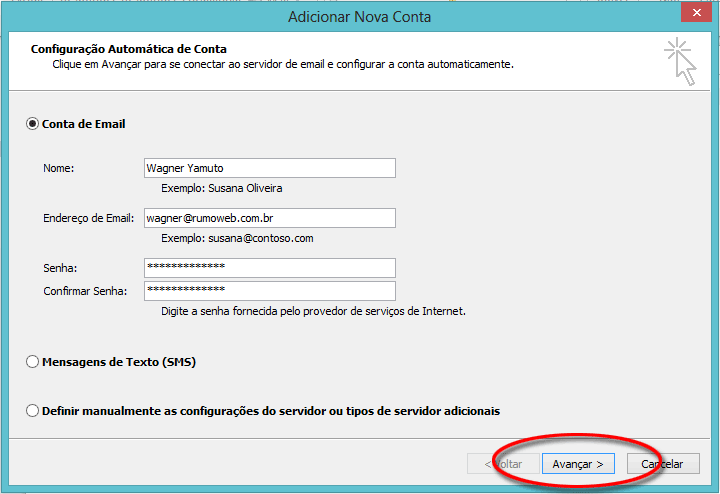 Adicionar Nova Conta
Configuração Automática de Conta
Clique em Avançar para se conectar ao servidor de email e configurar a conta automaticamente.
Conta de Email
Nome: Wagner Yamuto
Exemplo: Susana Oliveira
Endereço de Email: wagner@rumoweb.com.br
Exemplo: susana@contoso.com
Senha: *************
Confirmar Senha: *************
Digite a senha fornecida pelo provedor de serviços de Internet.
Mensagens de Texto (SMS)
Definir manualmente as configurações do servidor ou tipos de servidor adicionais
< Voltar Avançar > Cancelar